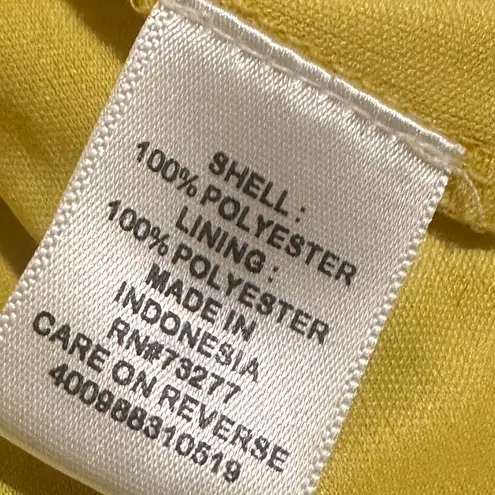 SHELL:
100% POLYESTER
LINING:
100% POLYESTER
MADE IN
INDONESIA
RN#73277
CARE ON REVERSE
400988310519